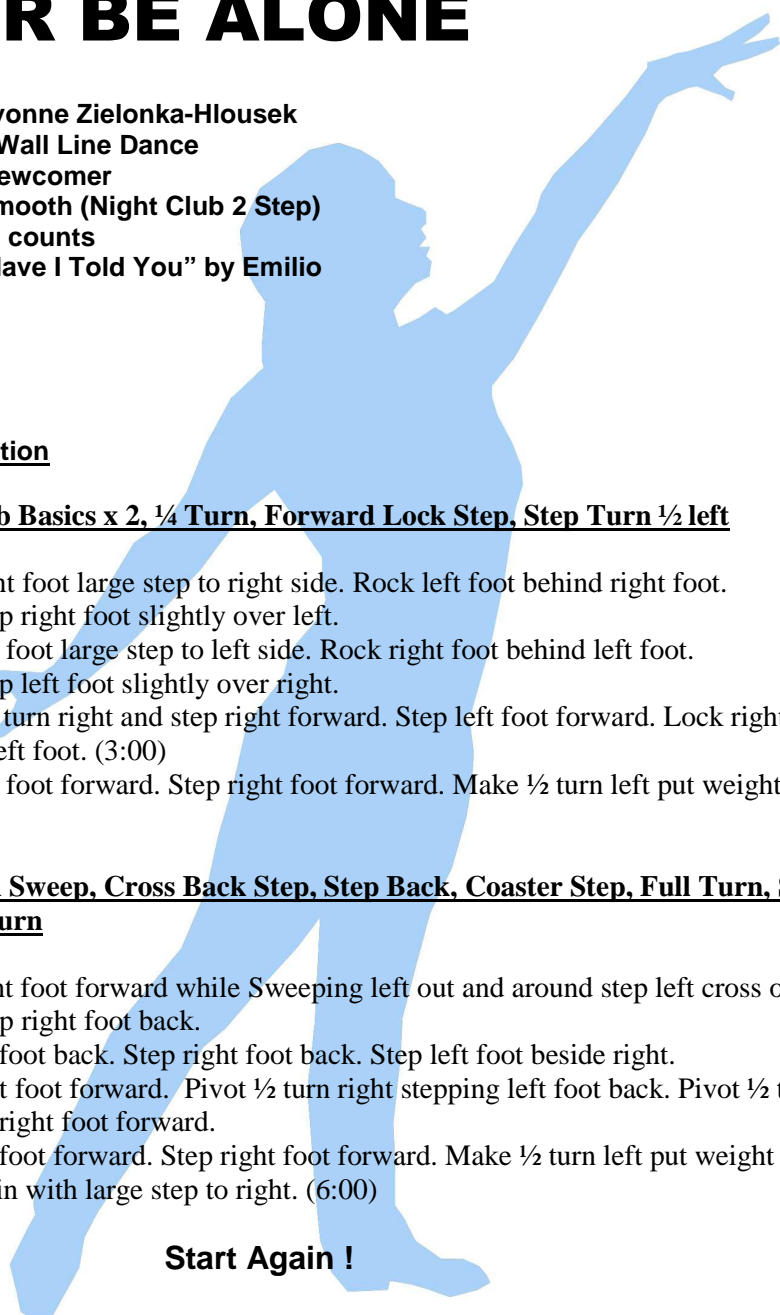 R BE ALONE
vonne Zielonka-Hlousek
Wall Line Dance
ewcomer
mooth (Night Club 2 Step)
counts
lave I Told You” by Emilio
tion
b Basics x 2, ¼ Turn, Forward Lock Step, Step Turn ½ left
ht foot large step to right side. Rock left foot behind right foot.
p right foot slightly over left.
foot large step to left side. Rock right foot behind left foot.
p left foot slightly over right.
turn right and step right forward. Step left foot forward. Lock right
eft foot. (3:00)
foot forward. Step right foot forward. Make ½ turn left put weight
Sweep, Cross Back Step, Step Back, Coaster Step, Full Turn, S
urn
ht foot forward while Sweeping left out and around step left cross o
p right foot back.
foot back. Step right foot back. Step left foot beside right.
t foot forward.  Pivot ½ turn right stepping left foot back. Pivot ½ t
right foot forward.
foot forward. Step right foot forward. Make ½ turn left put weight
in with large step to right. (6:00)
Start Again !